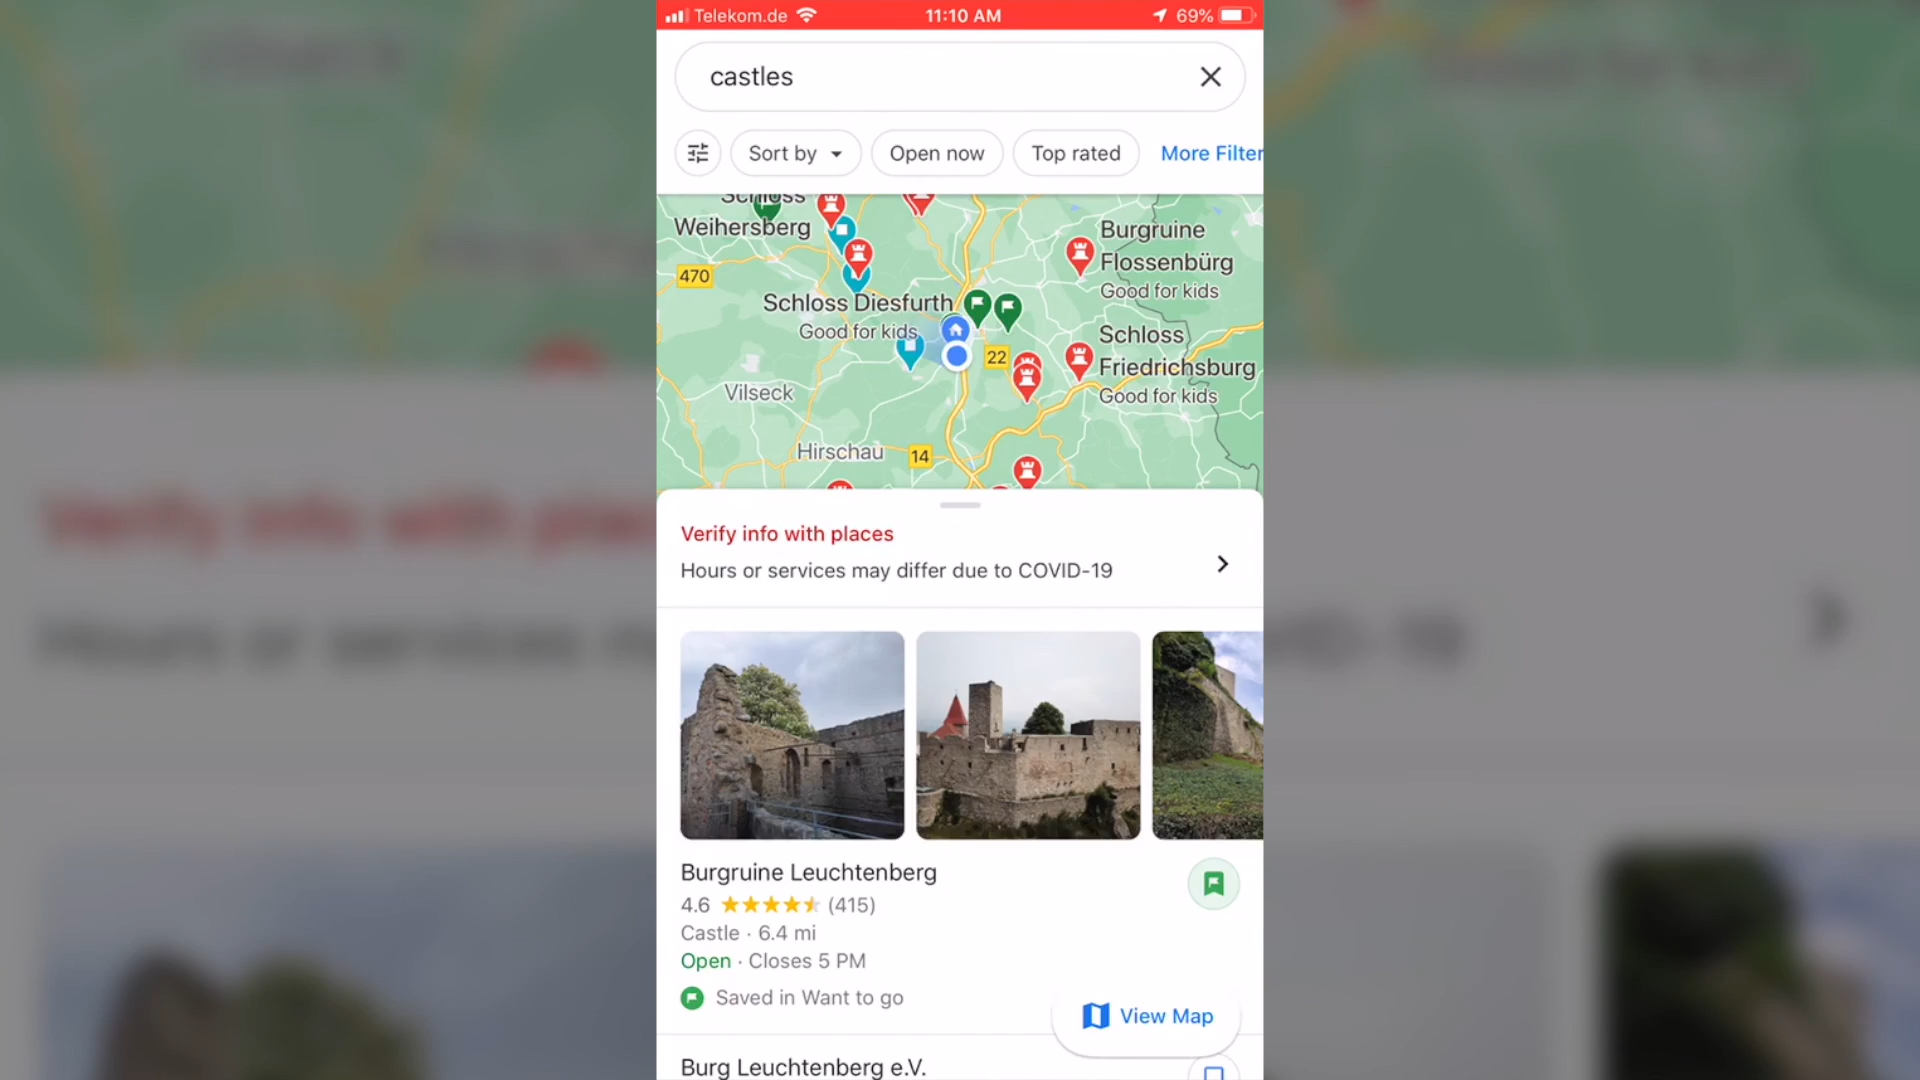 Telekom.de
11:10 AM
69%
castles
Sort by
Open now
Top rated
More Filter
Schloss
Weihersberg
Burgruine
Flossenbürg
Good for kids
470
Schloss Diesfurth
Good for kids
22
Schloss
Friedrichsburg
Good for kids
Vilseck
Hirschau
14
Verify info with places
Hours or services may differ due to COVID-19
Burgruine Leuchtenberg
4.6 (415)
Castle · 6.4 mi
Open · Closes 5 PM
Saved in Want to go
View Map
Burg Leuchtenberg e.V.